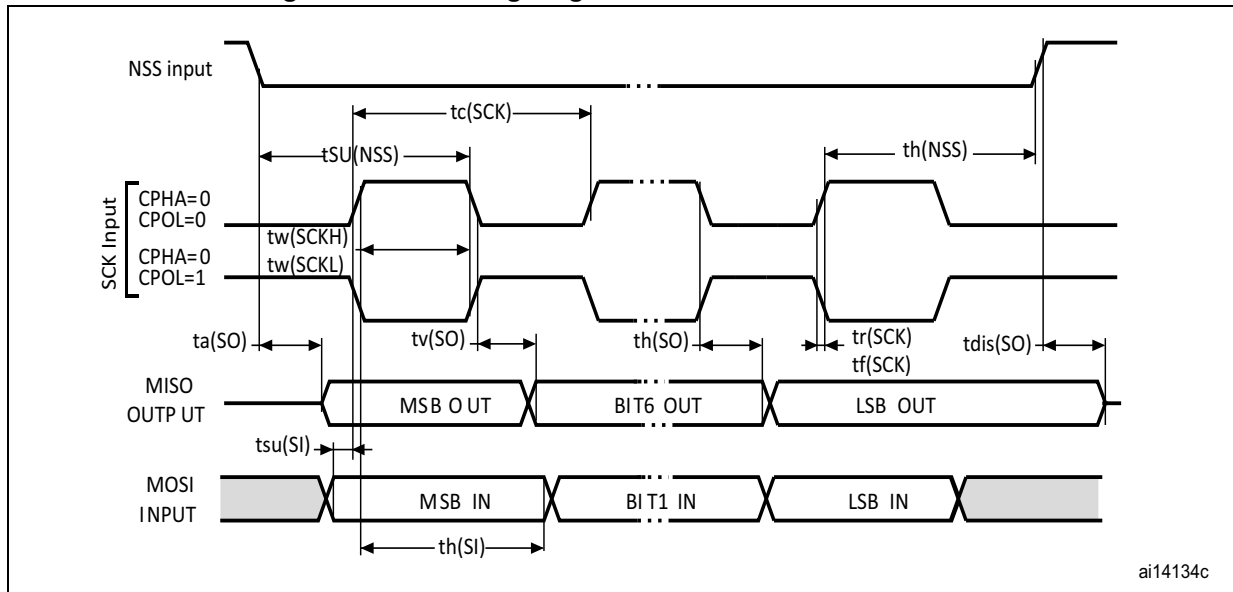 NSS input
tc(SCK)
tSU(NSS)
th(NSS)
SCK Input
CPHA=0
CPOL=0
tw(SCKH)
CPHA=0
tw(SCKL)
CPOL=1
ta(SO)
tv(SO)
th(SO)
tr(SCK)
tf(SCK)
tdis(SO)
MISO
OUTP UT
MSB O UT
BIT6 OUT
LSB OUT
tsu(SI)
MOSI
INPUT
MSB IN
BIT1 IN
LSB IN
th(SI)
ai14134c